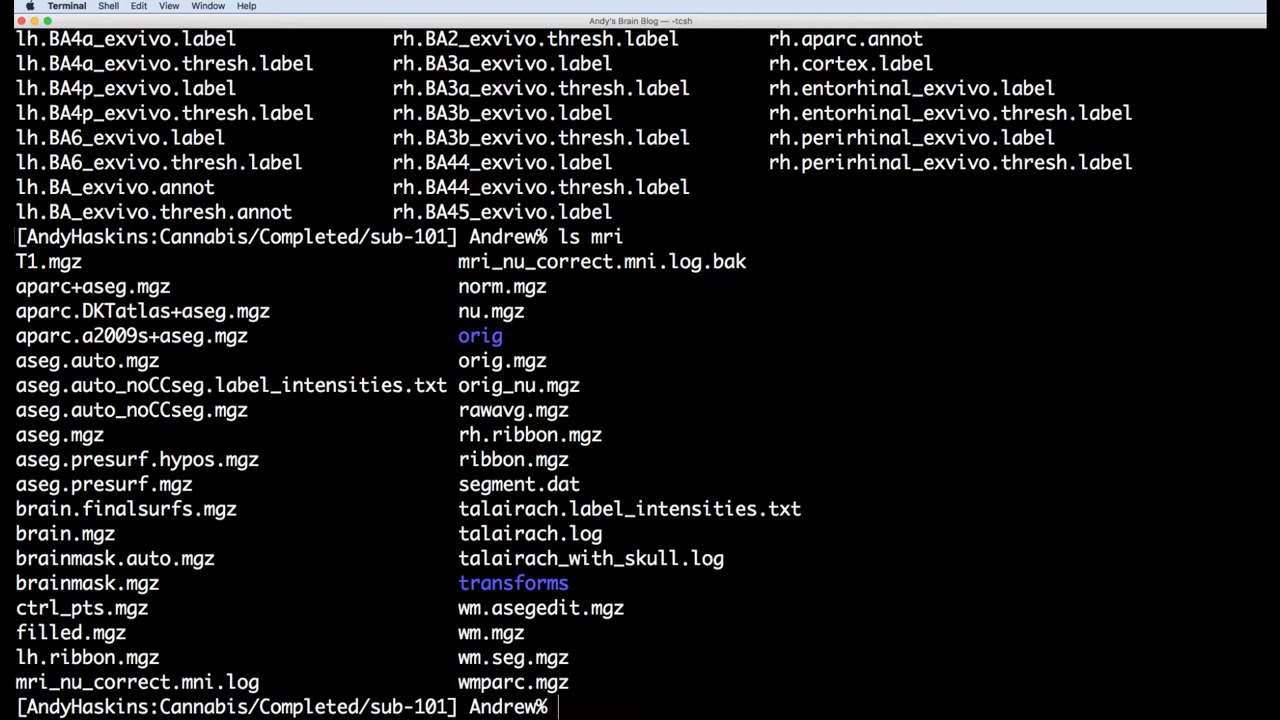 Terminal Shell Edit View Window Help
Andy's Brain Blog — -tcsh
lh.BA4a_exvivo.label rh.BA2_exvivo.thresh.label rh.aparc.annot
lh.BA4a_exvivo.thresh.label rh.BA3a_exvivo.label rh.cortex.label
lh.BA4p_exvivo.label rh.BA3a_exvivo.thresh.label rh.entorhinal_exvivo.label
lh.BA4p_exvivo.thresh.label rh.BA3b_exvivo.label rh.entorhinal_exvivo.thresh.label
lh.BA6_exvivo.label rh.BA3b_exvivo.thresh.label rh.perirhinal_exvivo.label
lh.BA6_exvivo.thresh.label rh.BA44_exvivo.label rh.perirhinal_exvivo.thresh.label
lh.BA_exvivo.annot rh.BA44_exvivo.thresh.label
lh.BA_exvivo.thresh.annot rh.BA45_exvivo.label
[AndyHaskins:Cannabis/Completed/sub-101] Andrew% ls mri
T1.mgz mri_nu_correct.mni.log.bak
aparc+aseg.mgz norm.mgz
aparc.DKTatlas+aseg.mgz nu.mgz
aparc.a2009s+aseg.mgz orig
aseg.auto.mgz orig.mgz
aseg.auto_noCCseg.label_intensities.txt orig_nu.mgz
aseg.auto_noCCseg.mgz rawavg.mgz
aseg.mgz rh.ribbon.mgz
aseg.presurf.hypos.mgz ribbon.mgz
aseg.presurf.mgz segment.dat
brain.finalsurfs.mgz talairach.label_intensities.txt
brain.mgz talairach.log
brainmask.auto.mgz talairach_with_skull.log
brainmask.mgz transforms
ctrl_pts.mgz wm.asegedit.mgz
filled.mgz wm.mgz
lh.ribbon.mgz wm.seg.mgz
mri_nu_correct.mni.log wmparc.mgz
[AndyHaskins:Cannabis/Completed/sub-101] Andrew%